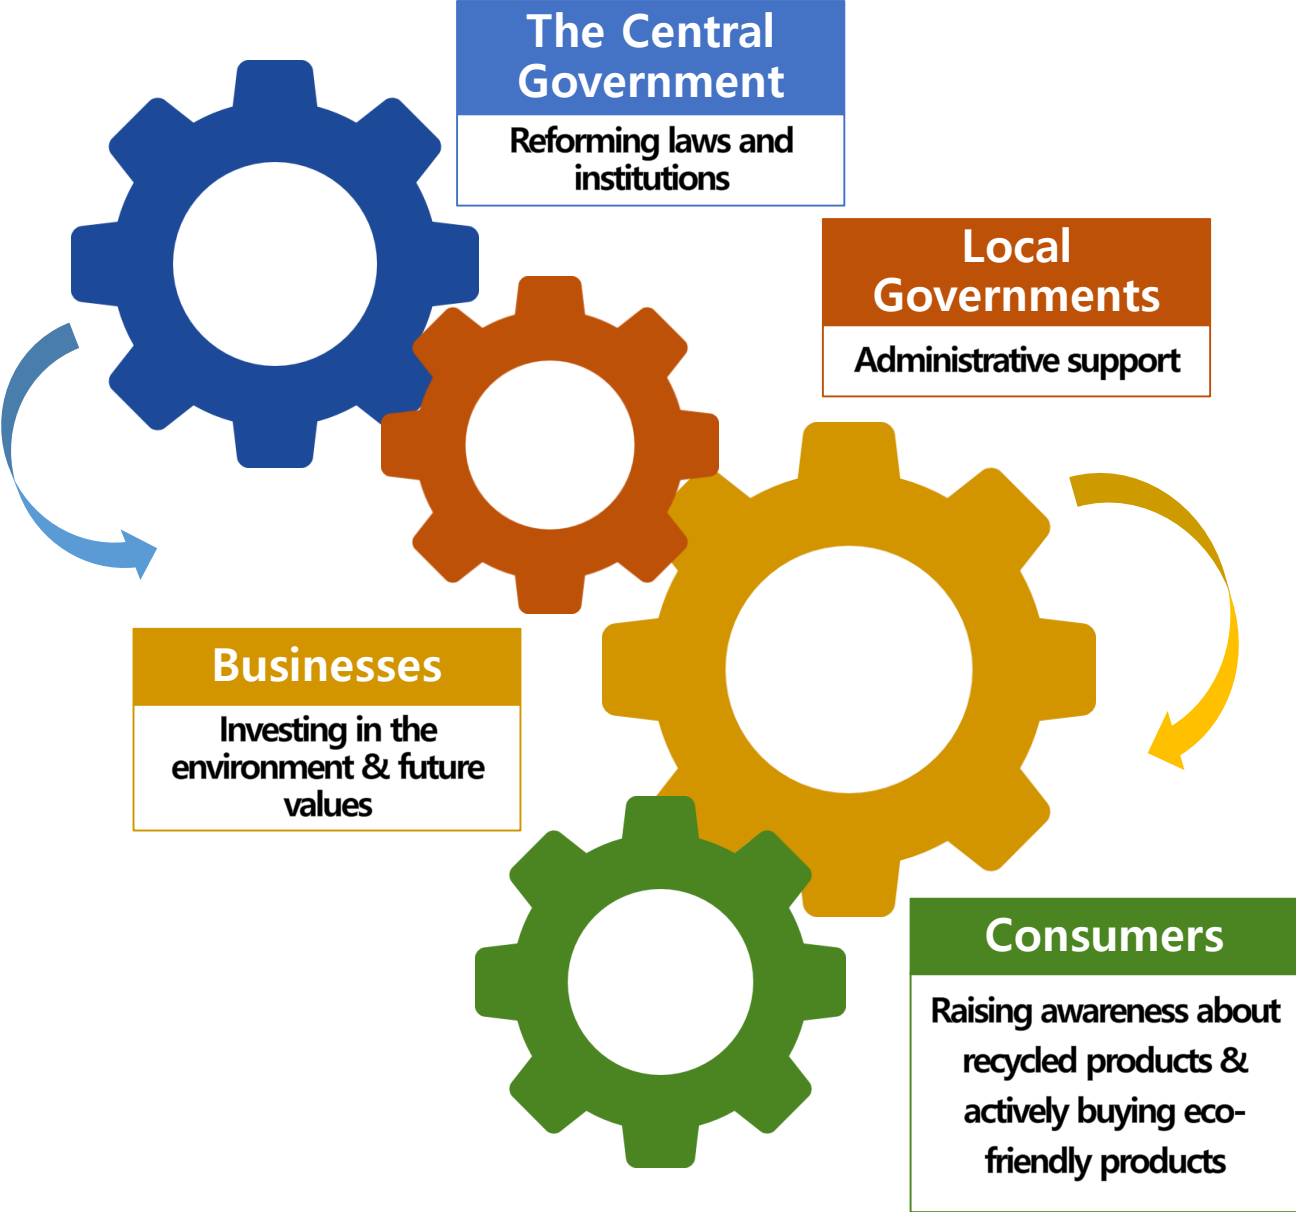 The Central
Government
Reforming laws and
institutions
Local
Governments
Administrative support
Businesses
Investing in the
environment & future
values
Consumers
Raising awareness about
recycled products &
actively buying eco-
friendly products